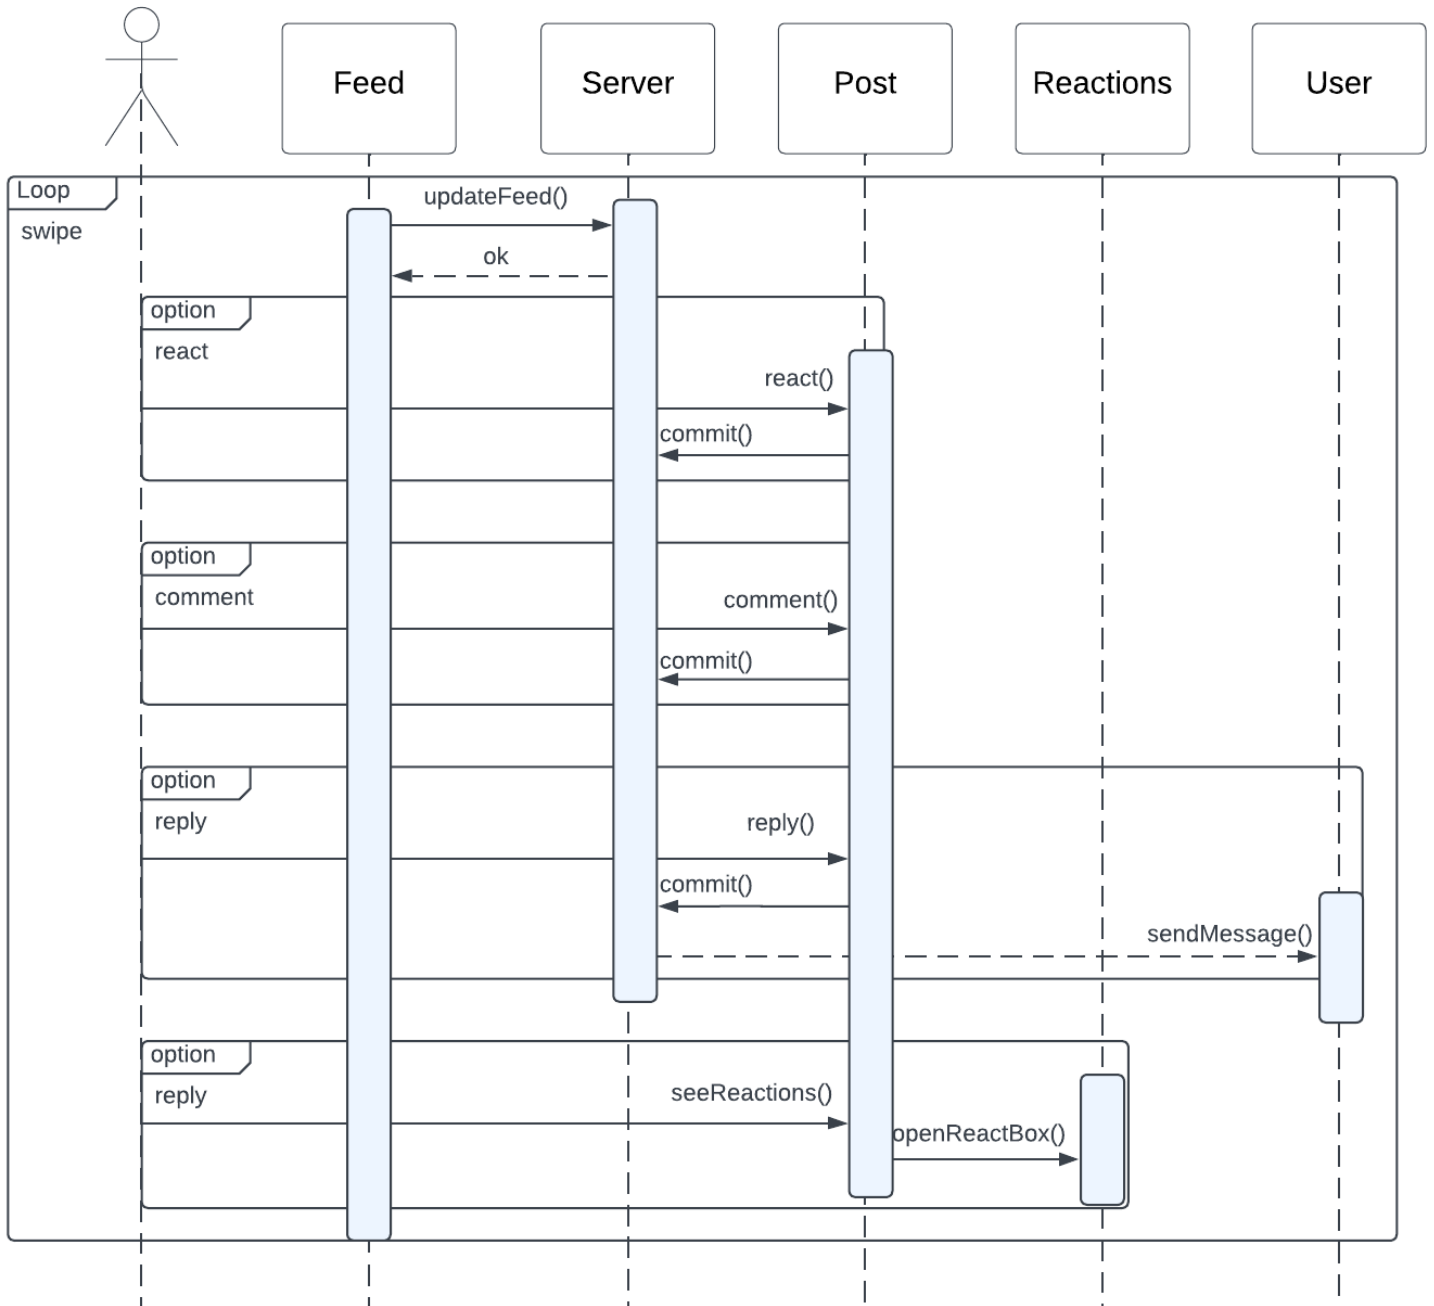 Feed
Server
Post
Reactions
User
Loop
swipe
updateFeed()
ok
option
react
react()
commit()
option
comment
comment()
commit()
option
reply
reply()
commit()
sendMessage()
option
reply
seeReactions()
openReactBox()